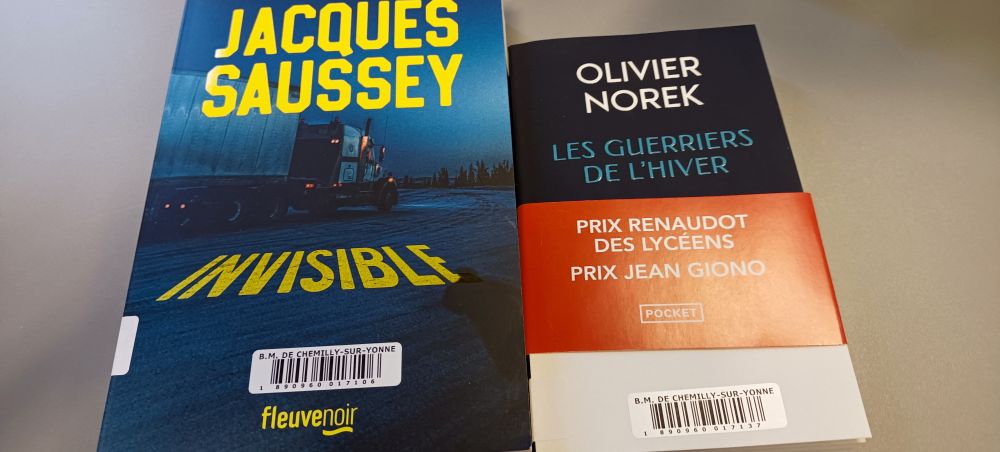 JACQUES
SAUSSEY
INVISIBLE
B.M. DE CHEMILLY-SUR-YONNE
1 890960 017106
fleuvenoir
OLIVIER
NOREK
LES GUERRIERS
DE L'HIVER
PRIX RENAUDOT
DES LYCÉENS
PRIX JEAN GIONO
POCKET
B.M. DE CHEMILLY-SUR-YONNE
1 890960 017137